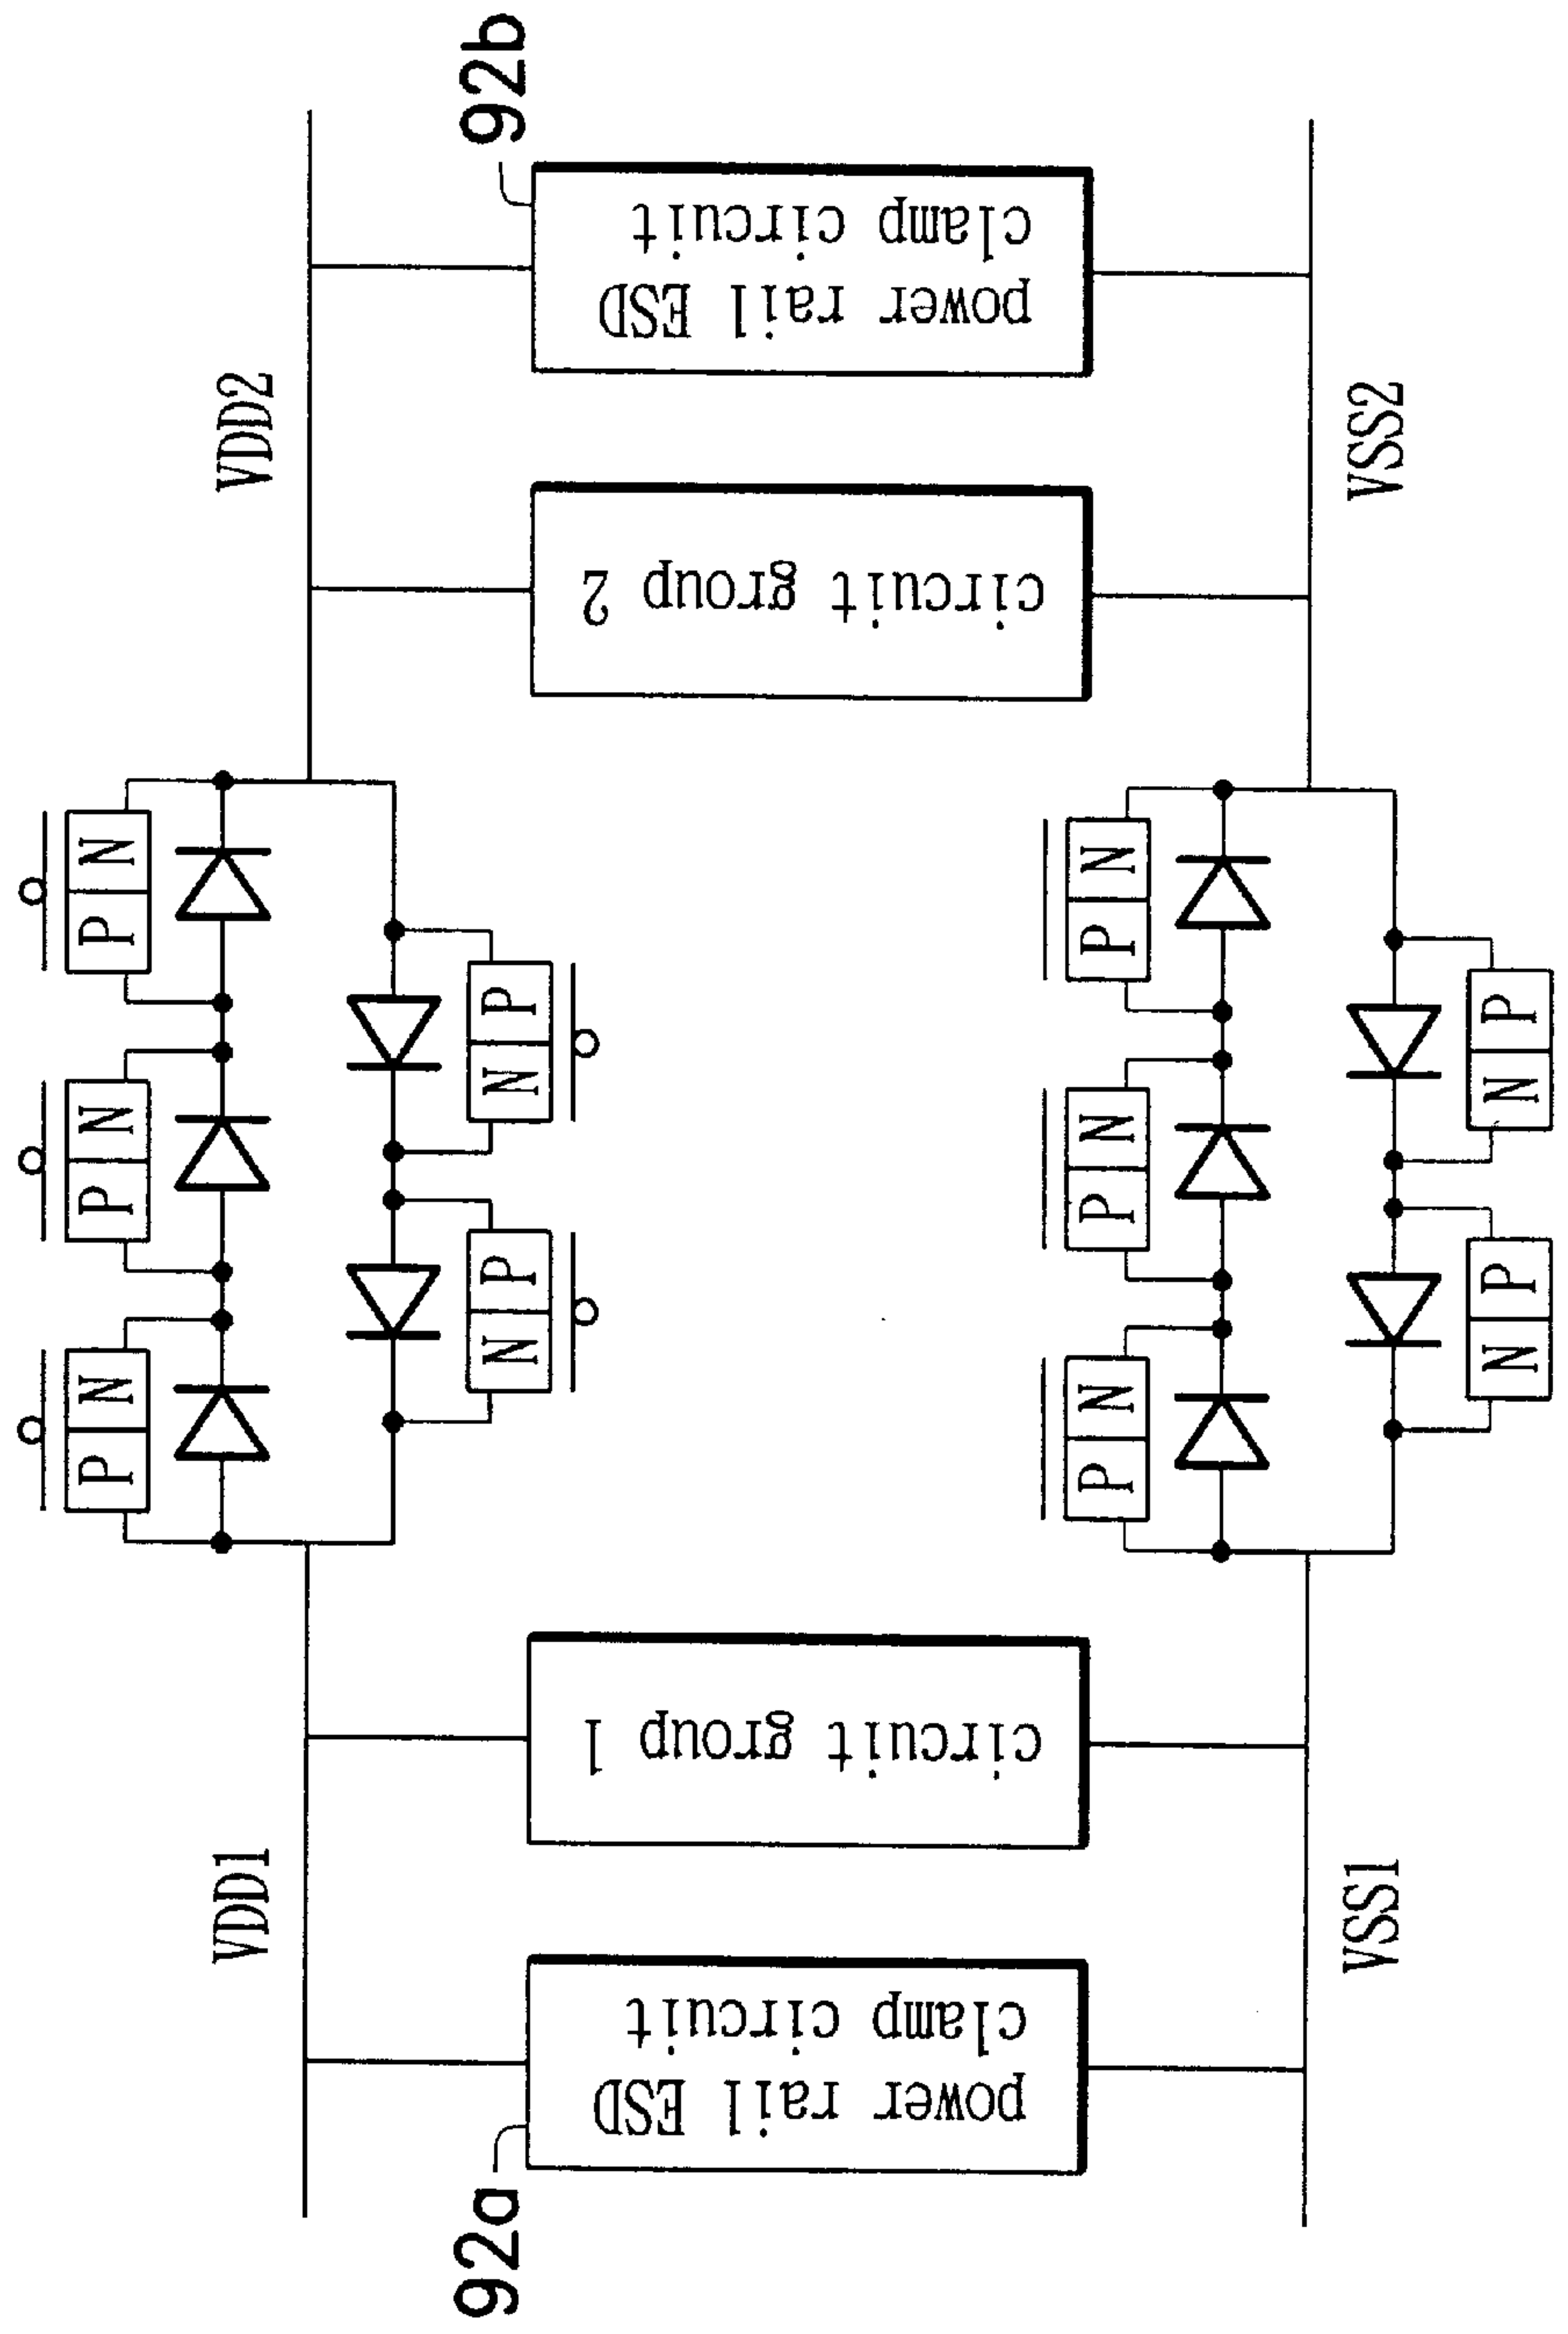 92b
VDD2
power rail ESD
clamp circuit
VSS2
circuit group 2
P N
P N
P N
N P
N P
P N
P N
P N
N P
N P
circuit group 1
VDD1
VSS1
power rail ESD
clamp circuit
92a